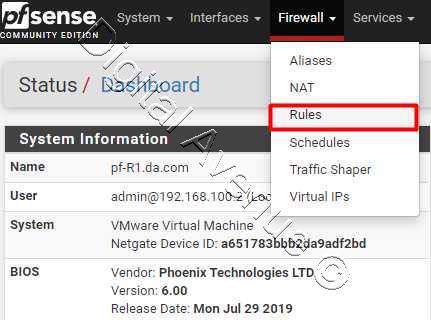 pfsense
COMMUNITY EDITION
System
Interfaces
Firewall
Services
Aliases
NAT
Rules
Schedules
Traffic Shaper
Virtual IPs
Status / Dashboard
System Information
Name pf-R1.da.com
User admin@192.168.100.2
System VMware Virtual Machine
Netgate Device ID: a651783bbb2da9adf2bd
BIOS Vendor: Phoenix Technologies LTD
Version: 6.00
Release Date: Mon Jul 29 2019
Digital Avenue ©